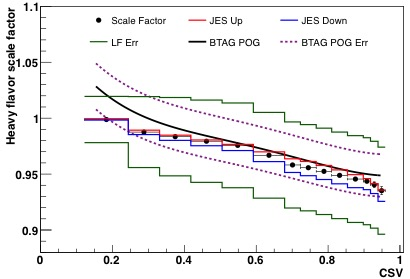 Heavy flavor scale factor
1.1
1.05
1
0.95
0.9
Scale Factor
JES Up
JES Down
LF Err
BTAG POG
BTAG POG Err
0
0.2
0.4
0.6
0.8
1
CSV